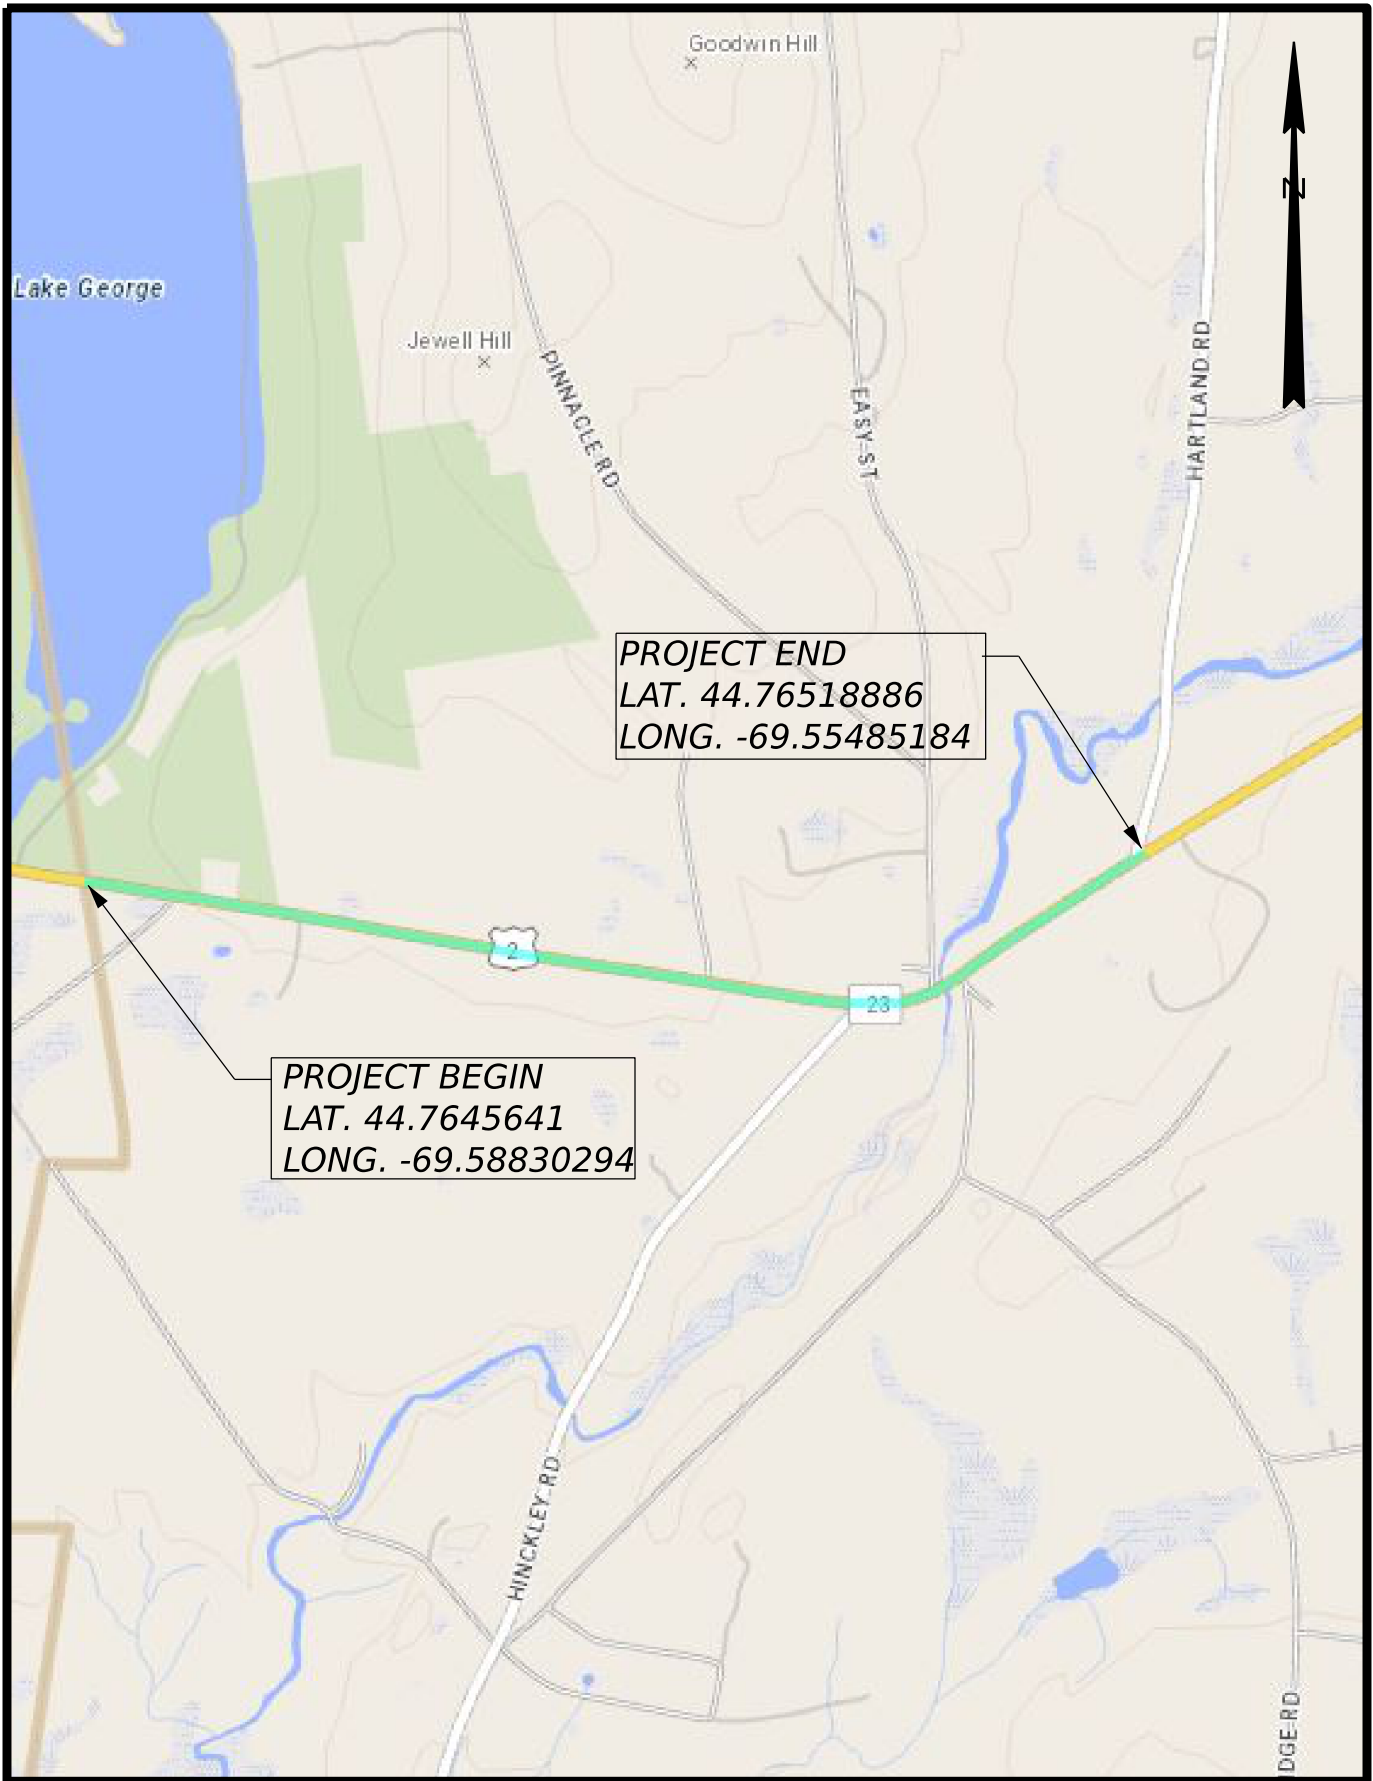 Goodwin Hill
N
Lake George
Jewell Hill
PINNACLE RD
EASY ST
HARTLAND RD
PROJECT END
LAT. 44.76518886
LONG. -69.55485184
2
23
PROJECT BEGIN
LAT. 44.7645641
LONG. -69.58830294
HINCKLEY RD
IDGE RD